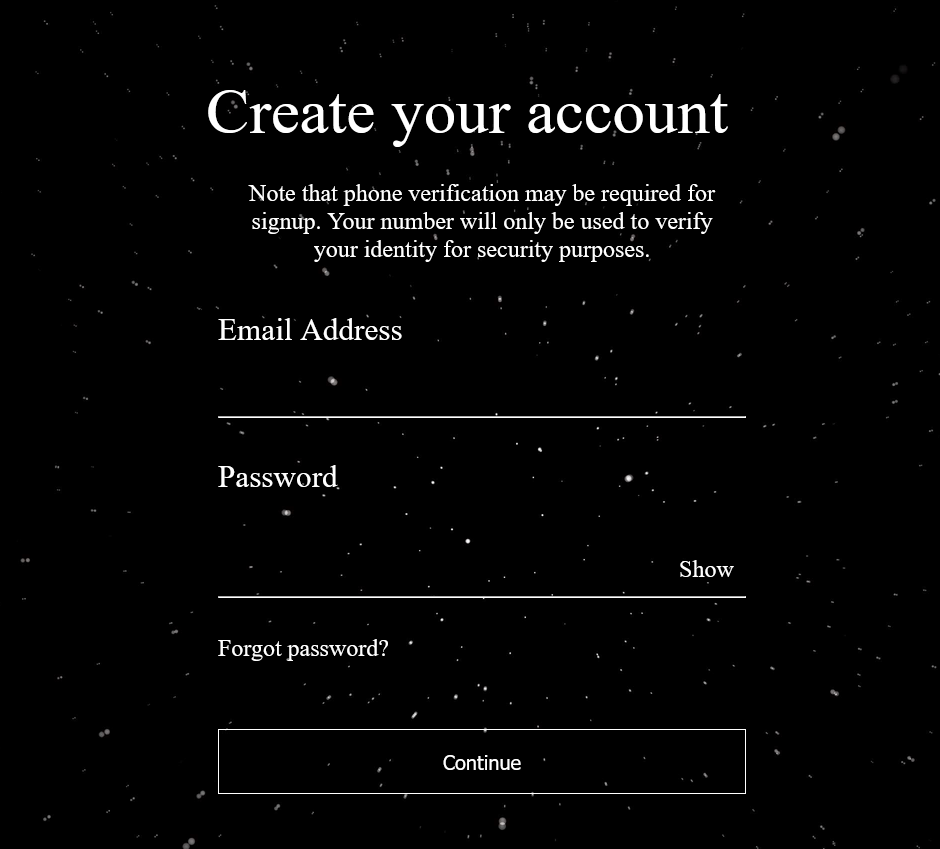 Create your account
Note that phone verification may be required for
signup. Your number will only be used to verify
your identity for security purposes.
Email Address
Password
Show
Forgot password?
Continue